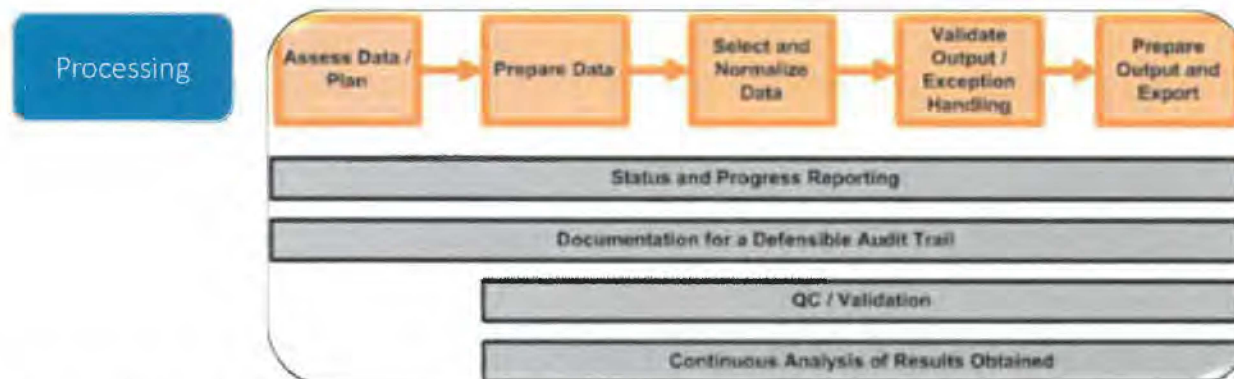 Processing
Assess Data /
Plan
Prepare Data
Select and
Normalize
Data
Validate
Output /
Exception
Handling
Prepare
Output and
Export
Status and Progress Reporting
Documentation for a Defensible Audit Trail
QC / Validation
Continuous Analysis of Results Obtained